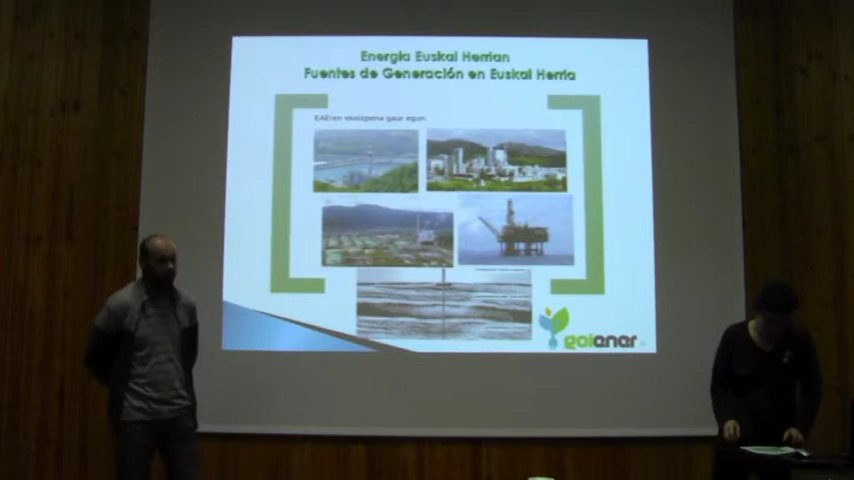 Energia Euskal Herrian
Fuentes de Generación en Euskal Herria
EAEren ekoizpena gaur egun
goiener